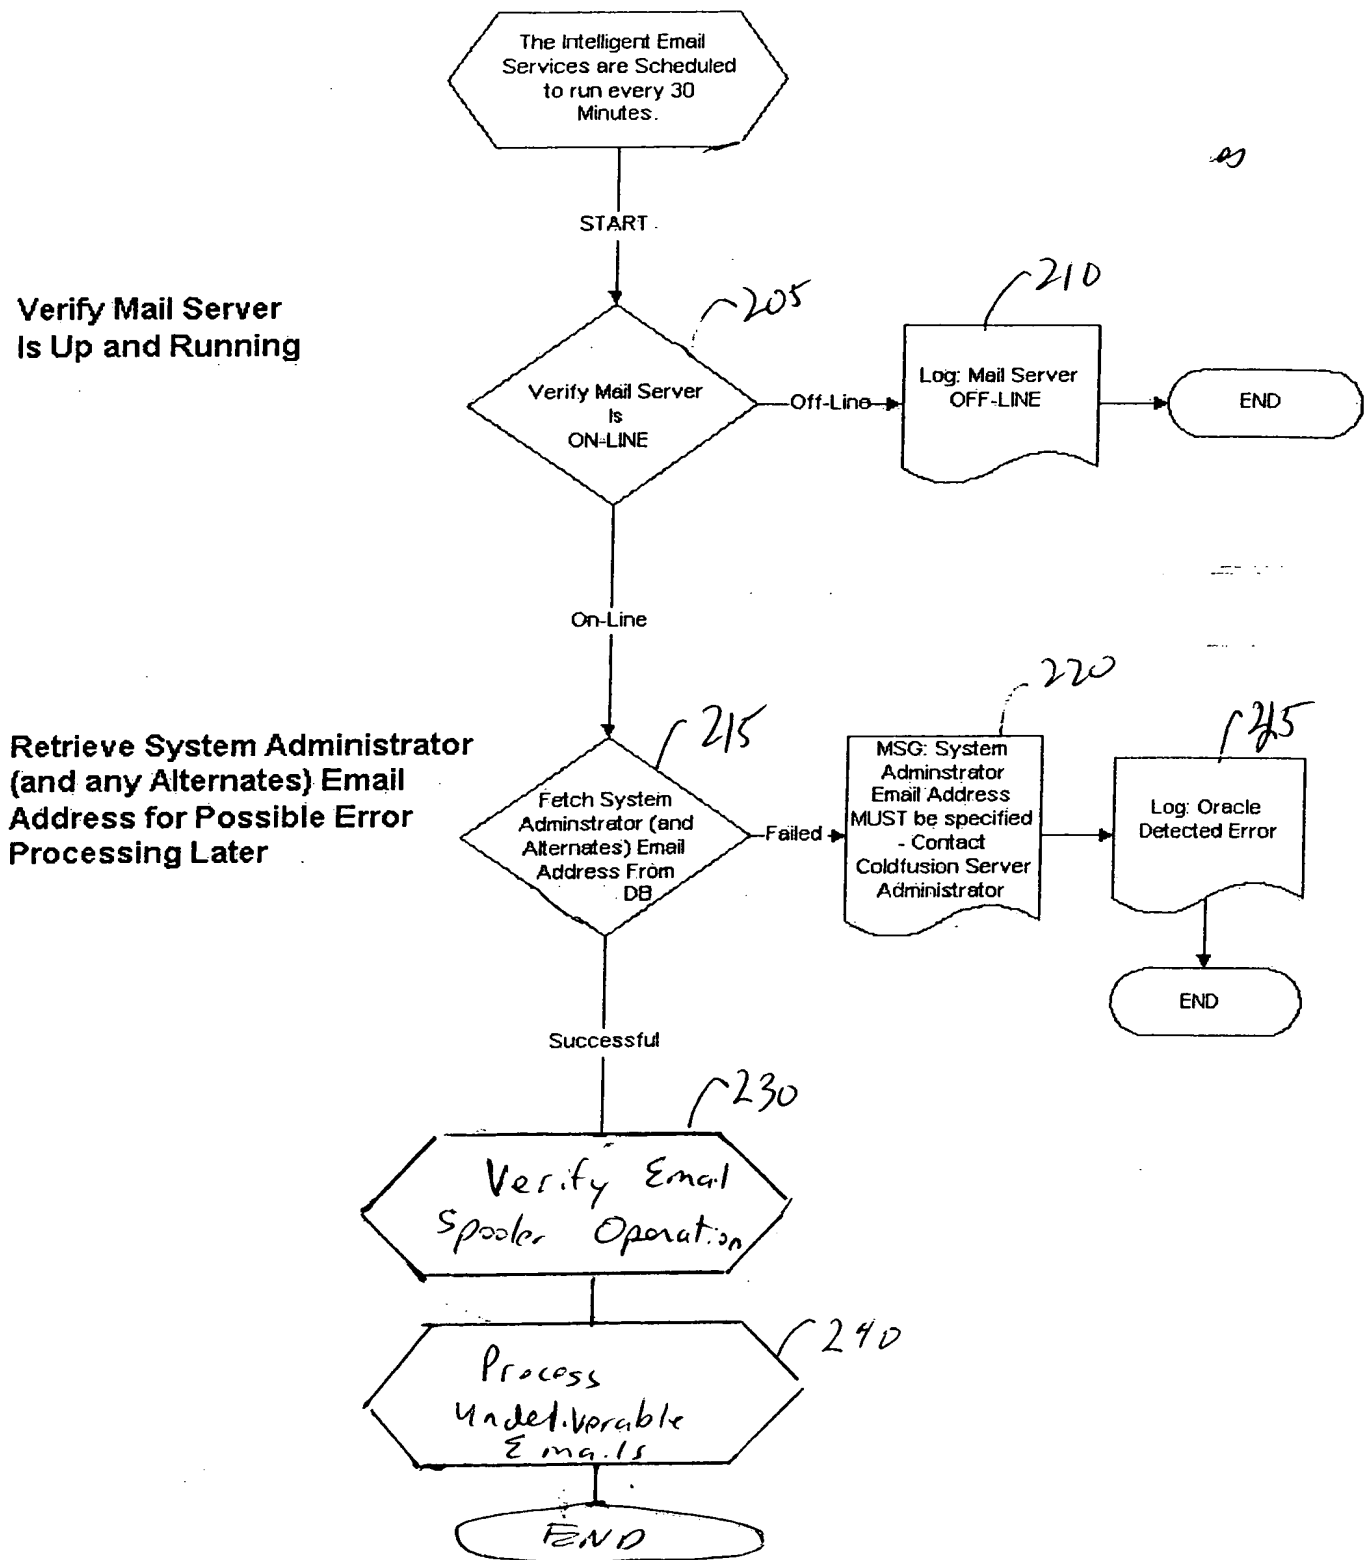 The Intelligent Email
Services are Scheduled
to run every 30
Minutes.
START
Verify Mail Server
Is Up and Running
205
Verify Mail Server
Is
ON-LINE
Off-Line
210
Log: Mail Server
OFF-LINE
END
On-Line
Retrieve System Administrator
(and any Alternates) Email
Address for Possible Error
Processing Later
215
Fetch System
Adminstrator (and
Alternates) Email
Address From
DB
Failed
220
MSG: System
Adminstrator
Email Address
MUST be specified
- Contact
Coldfusion Server
Administrator
Log: Oracle
Detected Error
END
Successful
230
Verify Email
Spooler Operation
240
Process
Undeliverable
Emails
END